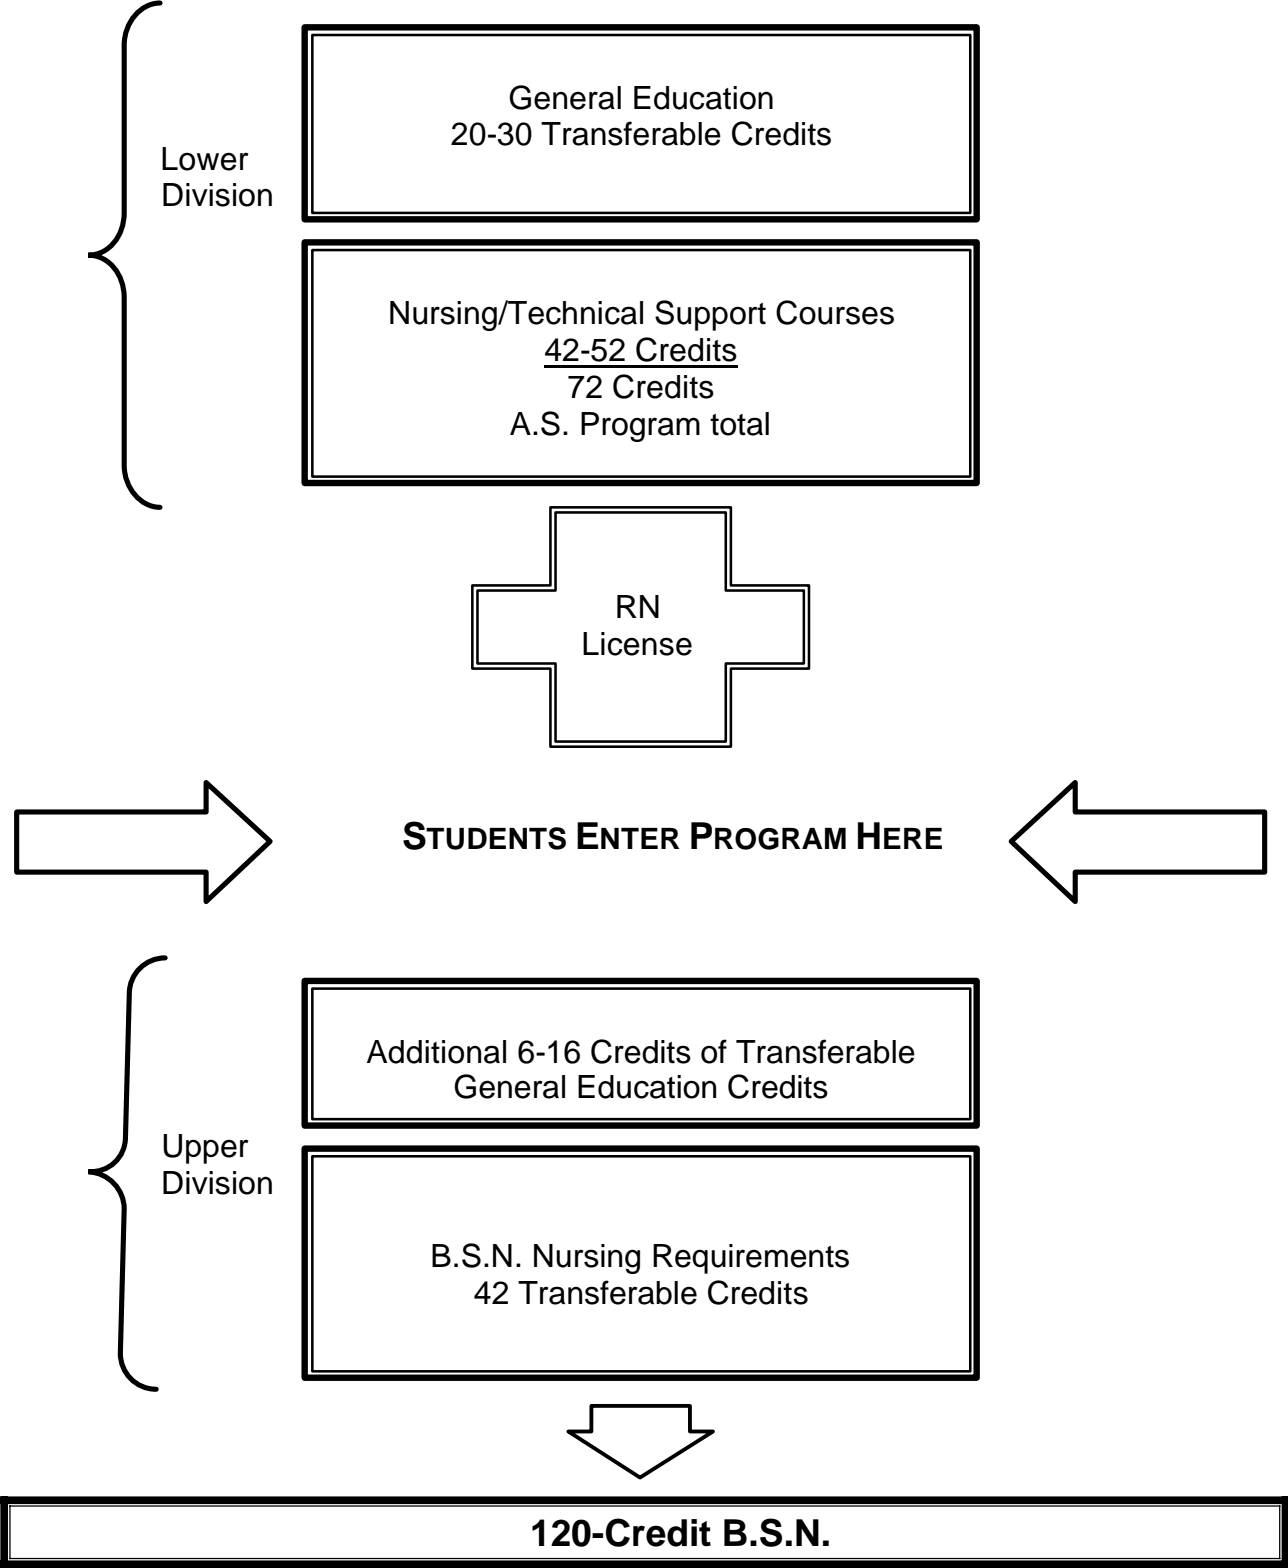 General Education
20-30 Transferable Credits
Lower
Division
Nursing/Technical Support Courses
42-52 Credits
72 Credits
A.S. Program total
RN
License
STUDENTS ENTER PROGRAM HERE
Additional 6-16 Credits of Transferable
General Education Credits
Upper
Division
B.S.N. Nursing Requirements
42 Transferable Credits
120-Credit B.S.N.